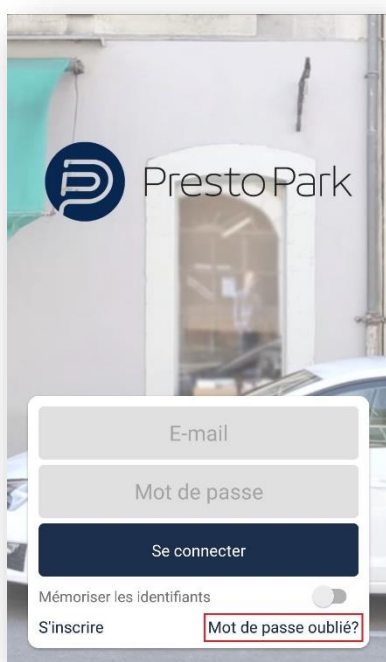 PrestoPark
E-mail
Mot de passe
Se connecter
Mémoriser les identifiants
S'inscrire
Mot de passe oublié?